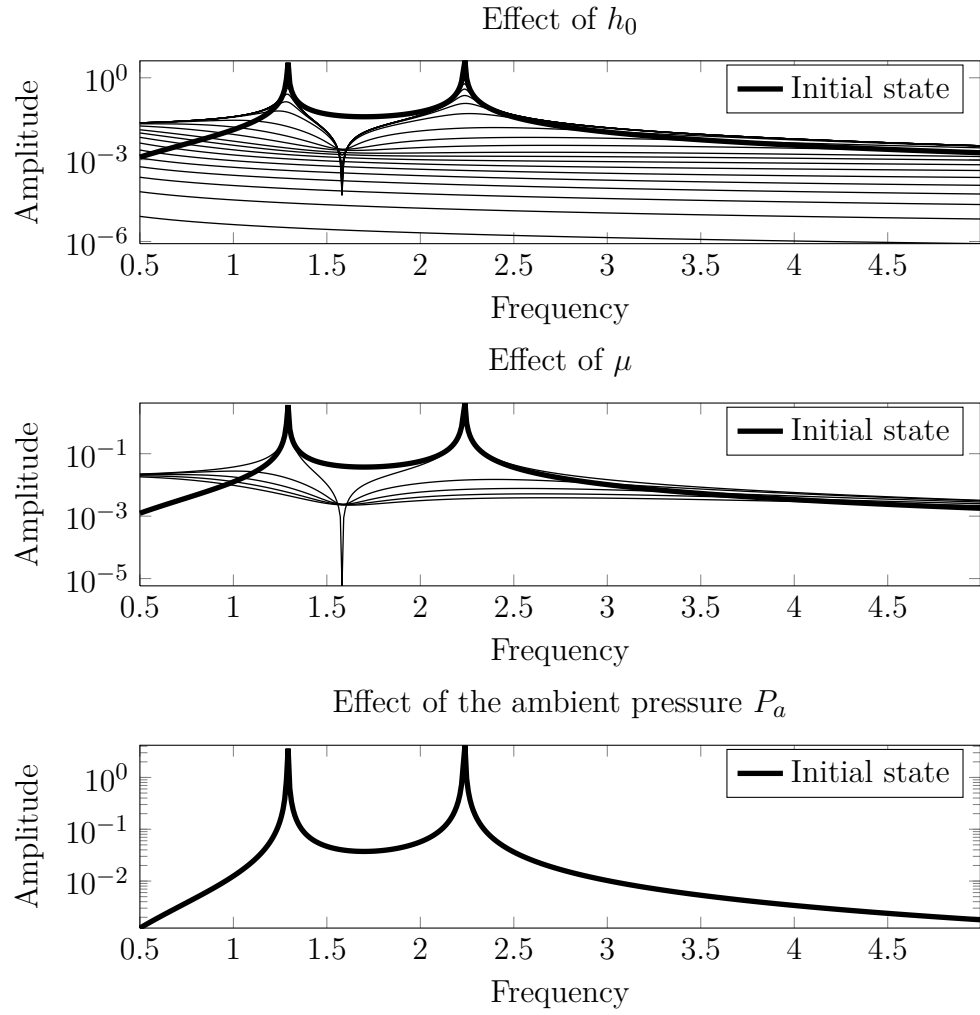 Effect of h₀
10⁰
10⁻³
10⁻⁶
Amplitude
Initial state
0.5 1 1.5 2 2.5 3 3.5 4 4.5
Frequency
Effect of μ
10⁻¹
10⁻³
10⁻⁵
Amplitude
Initial state
0.5 1 1.5 2 2.5 3 3.5 4 4.5
Frequency
Effect of the ambient pressure Pₐ
10⁰
10⁻¹
10⁻²
Amplitude
Initial state
0.5 1 1.5 2 2.5 3 3.5 4 4.5
Frequency